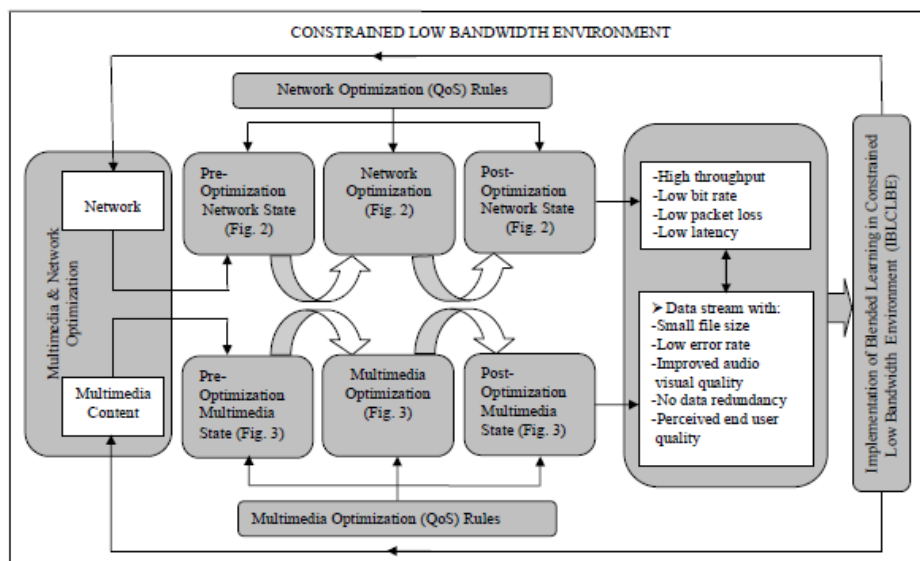 CONSTRAINED LOW BANDWIDTH ENVIRONMENT
Network Optimization (QoS) Rules
Multimedia & Network
Optimization
Network
Multimedia
Content
Pre-
Optimization
Network State
(Fig. 2)
Network
Optimization
(Fig. 2)
Post-
Optimization
Network State
(Fig. 2)
Pre-
Optimization
Multimedia
State (Fig. 3)
Multimedia
Optimization
(Fig. 3)
Post-
Optimization
Multimedia
State (Fig. 3)
Multimedia Optimization (QoS) Rules
-High throughput
-Low bit rate
-Low packet loss
-Low latency
➤ Data stream with:
-Small file size
-Low error rate
-Improved audio
visual quality
-No data redundancy
-Perceived end user
quality
Implementation of Blended Learning in Constrained
Low Bandwidth Environment (IBLCLBE)